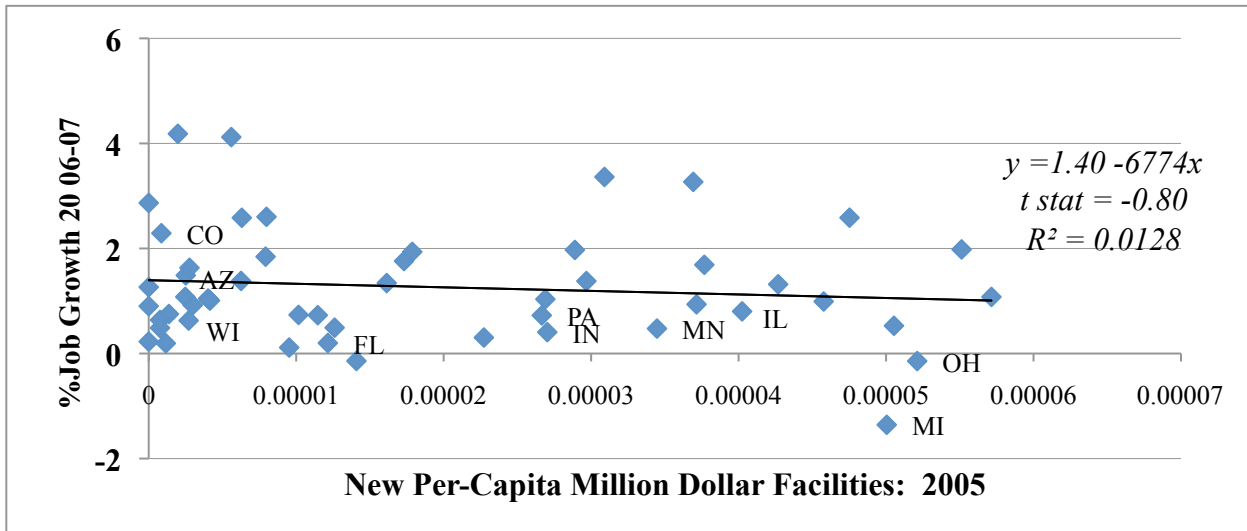 6
4
2
0
-2
%Job Growth 20 06-07
y =1.40 -6774x
t stat = -0.80
R² = 0.0128
CO
AZ
WI
FL
PA
IN
MN
IL
OH
MI
0 0.00001 0.00002 0.00003 0.00004 0.00005 0.00006 0.00007
New Per-Capita Million Dollar Facilities: 2005